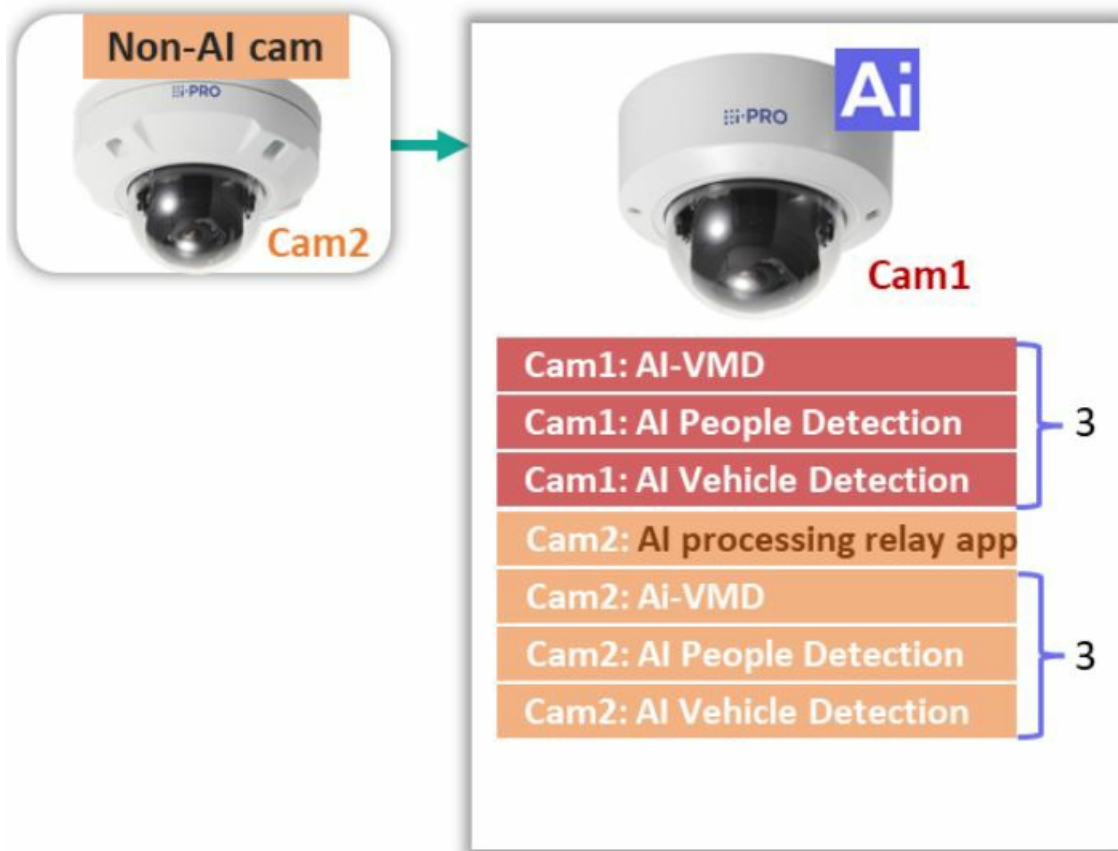 Non-AI cam
i-PRO
Cam2
i-PRO
Ai
Cam1
Cam1: AI-VMD
Cam1: AI People Detection
Cam1: AI Vehicle Detection
3
Cam2: AI processing relay app
Cam2: Ai-VMD
Cam2: AI People Detection
Cam2: AI Vehicle Detection
3